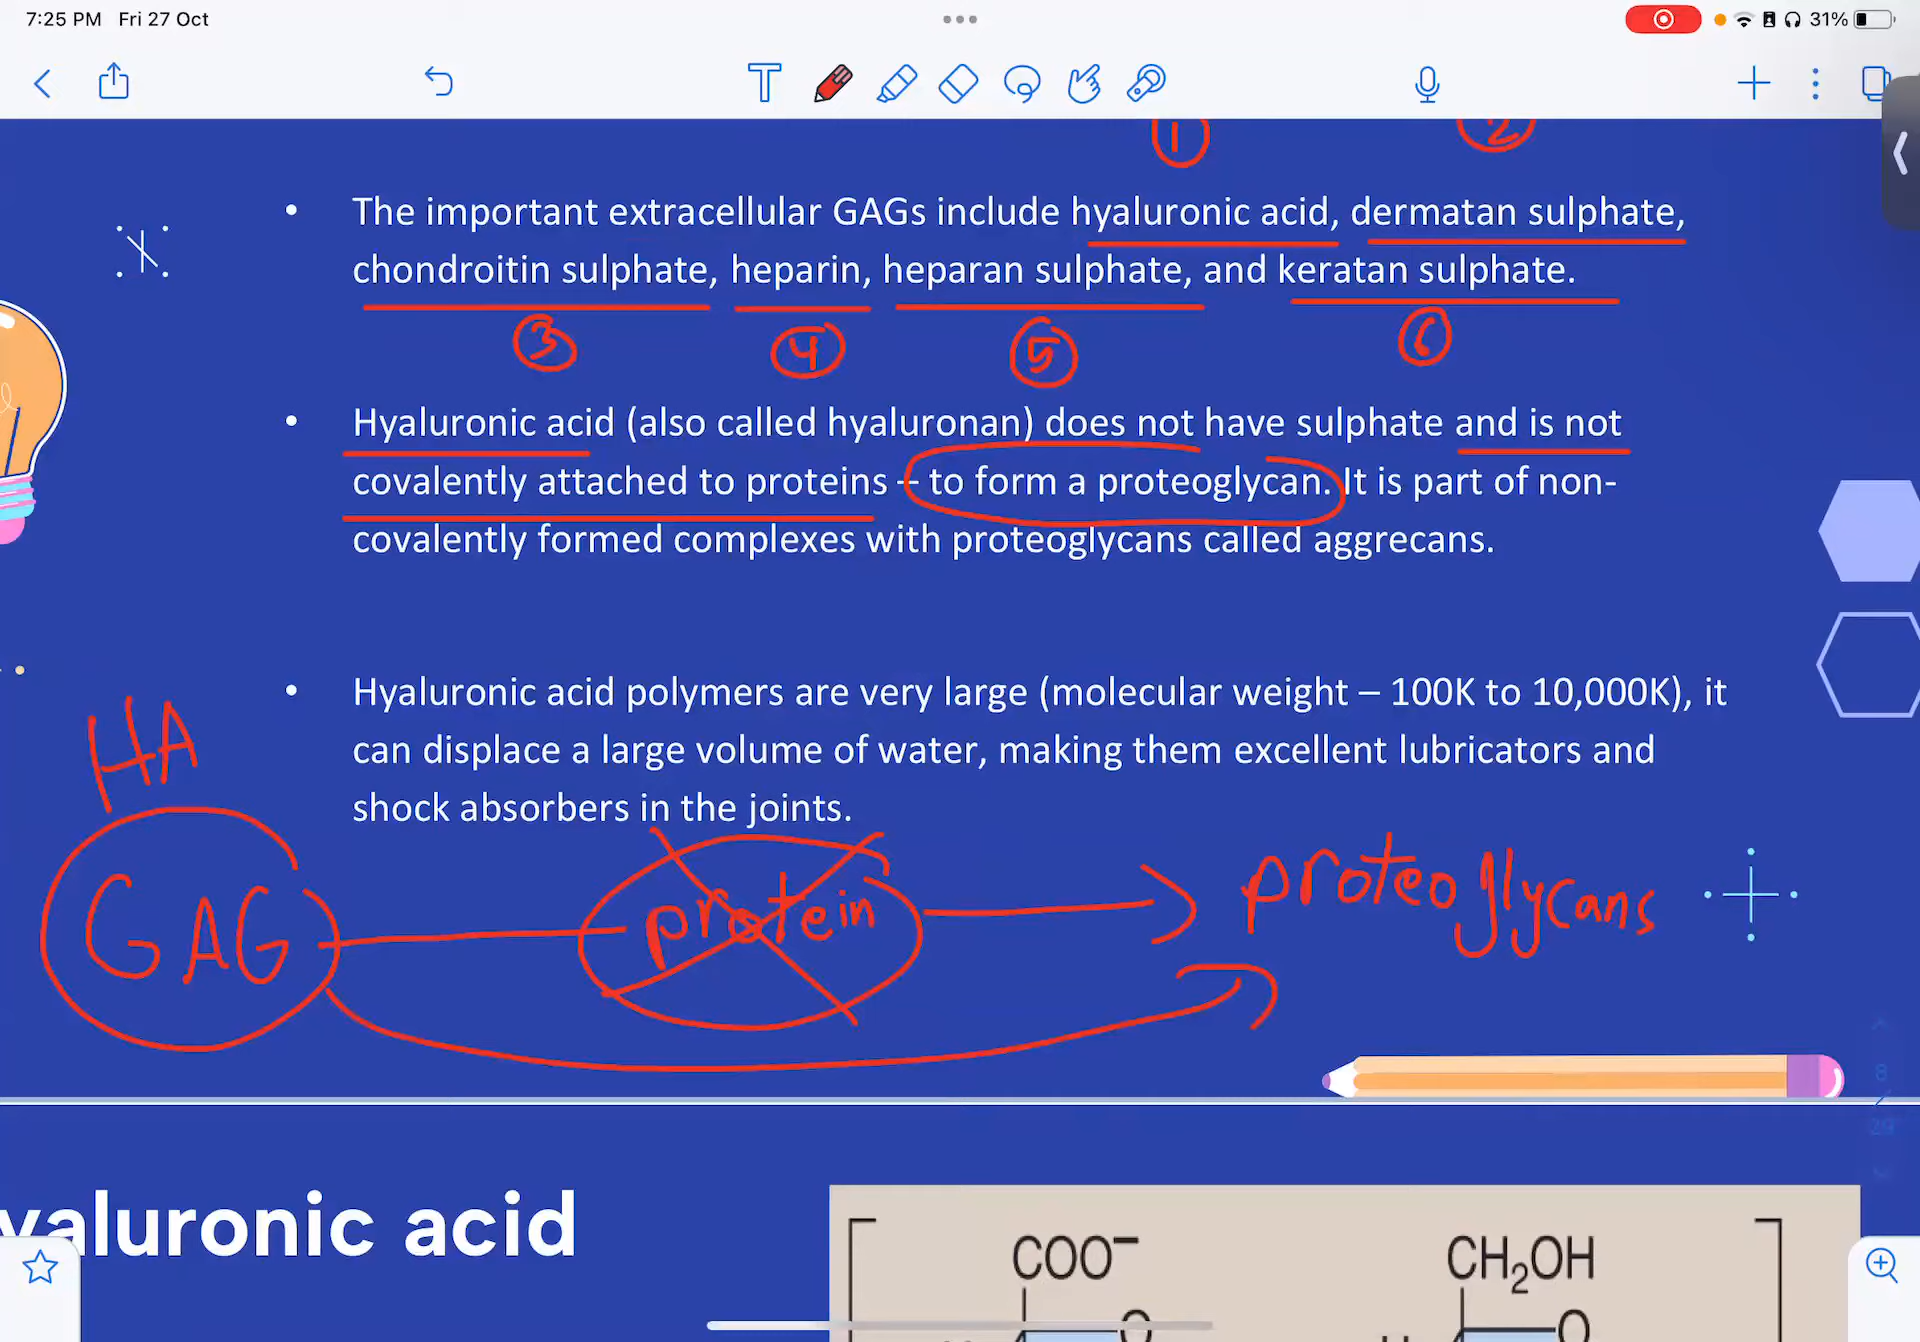 7:25 PM Fri 27 Oct
31%
T
1 2
• The important extracellular GAGs include hyaluronic acid, dermatan sulphate,
chondroitin sulphate, heparin, heparan sulphate, and keratan sulphate.
3 4 5 6
• Hyaluronic acid (also called hyaluronan) does not have sulphate and is not
covalently attached to proteins – to form a proteoglycan. It is part of non-
covalently formed complexes with proteoglycans called aggrecans.
• Hyaluronic acid polymers are very large (molecular weight – 100K to 10,000K), it
can displace a large volume of water, making them excellent lubricators and
shock absorbers in the joints.
HA
GAG protein proteoglycans
8
/
29
yaluronic acid
COO⁻ CH₂OH
O O